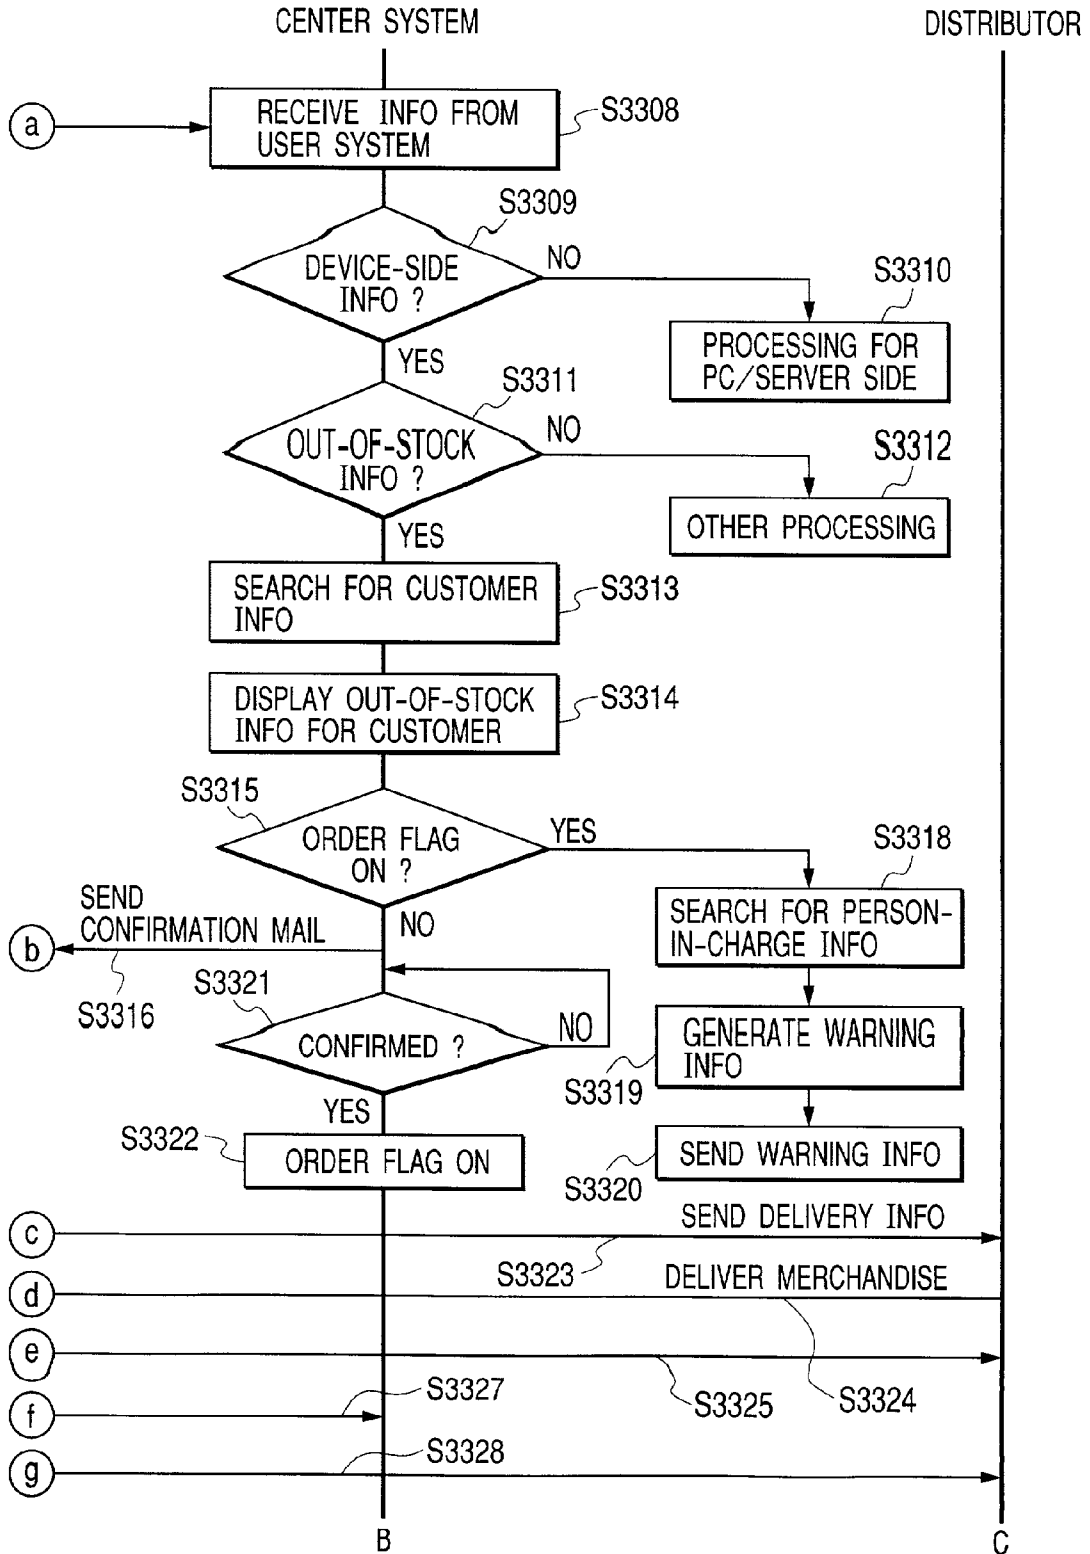 CENTER SYSTEM
DISTRIBUTOR
a
RECEIVE INFO FROM
USER SYSTEM
S3308
S3309
DEVICE-SIDE
INFO ?
NO
S3310
PROCESSING FOR
PC/SERVER SIDE
YES
S3311
OUT-OF-STOCK
INFO ?
NO
S3312
OTHER PROCESSING
YES
SEARCH FOR CUSTOMER
INFO
S3313
DISPLAY OUT-OF-STOCK
INFO FOR CUSTOMER
S3314
S3315
ORDER FLAG
ON ?
YES
S3318
SEARCH FOR PERSON-
IN-CHARGE INFO
NO
SEND
CONFIRMATION MAIL
b
S3316
S3321
CONFIRMED ?
NO
GENERATE WARNING
INFO
S3319
YES
S3322
ORDER FLAG ON
SEND WARNING INFO
S3320
c
SEND DELIVERY INFO
S3323
d
DELIVER MERCHANDISE
S3324
e
S3325
f
S3327
g
S3328
B
C